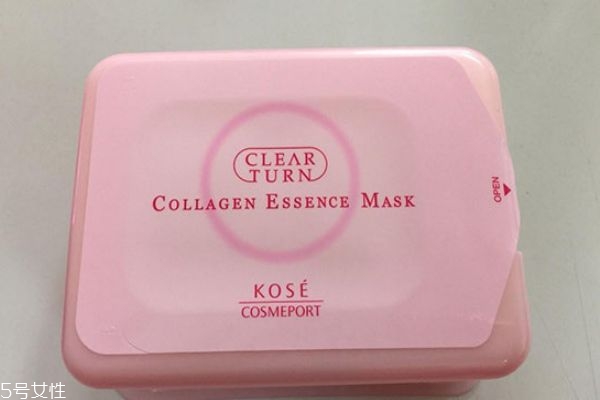 CLEAR
TURN
COLLAGEN ESSENCE MASK
OPEN
KOSÉ
COSMEPORT
5号女性